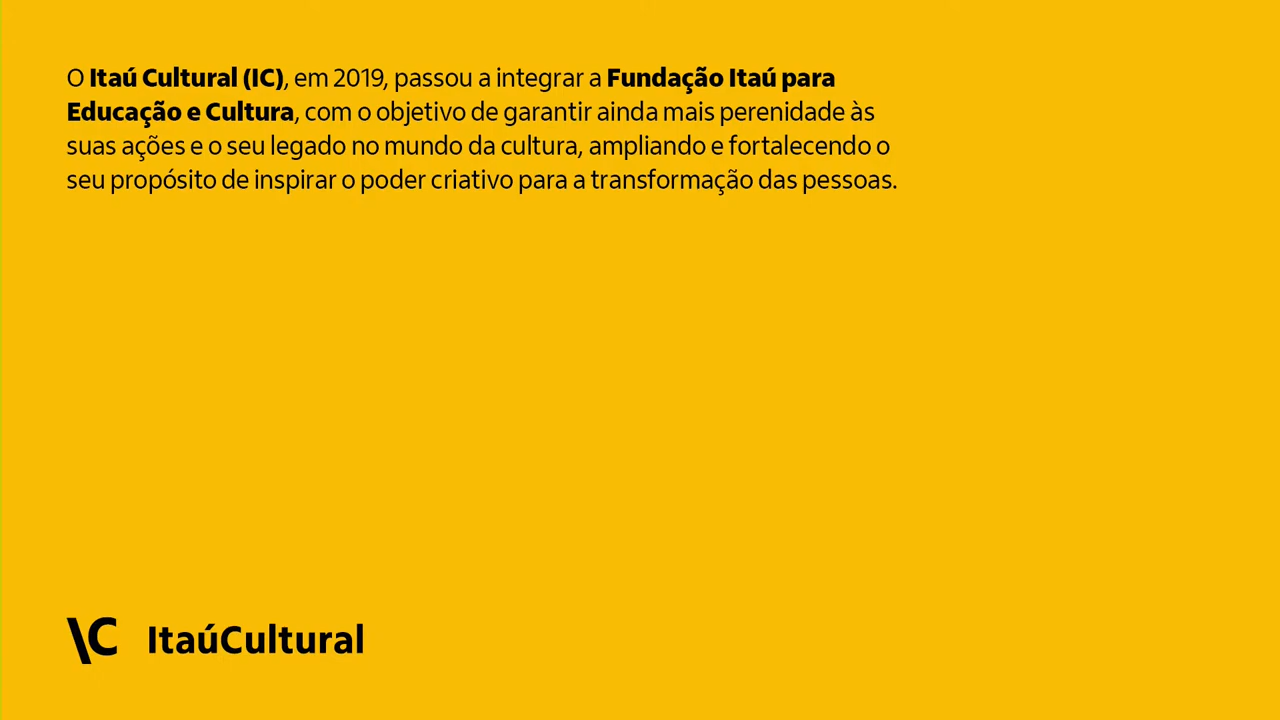 O Itaú Cultural (IC), em 2019, passou a integrar a Fundação Itaú para
Educação e Cultura, com o objetivo de garantir ainda mais perenidade às
suas ações e o seu legado no mundo da cultura, ampliando e fortalecendo o
seu propósito de inspirar o poder criativo para a transformação das pessoas.
\C ItaúCultural